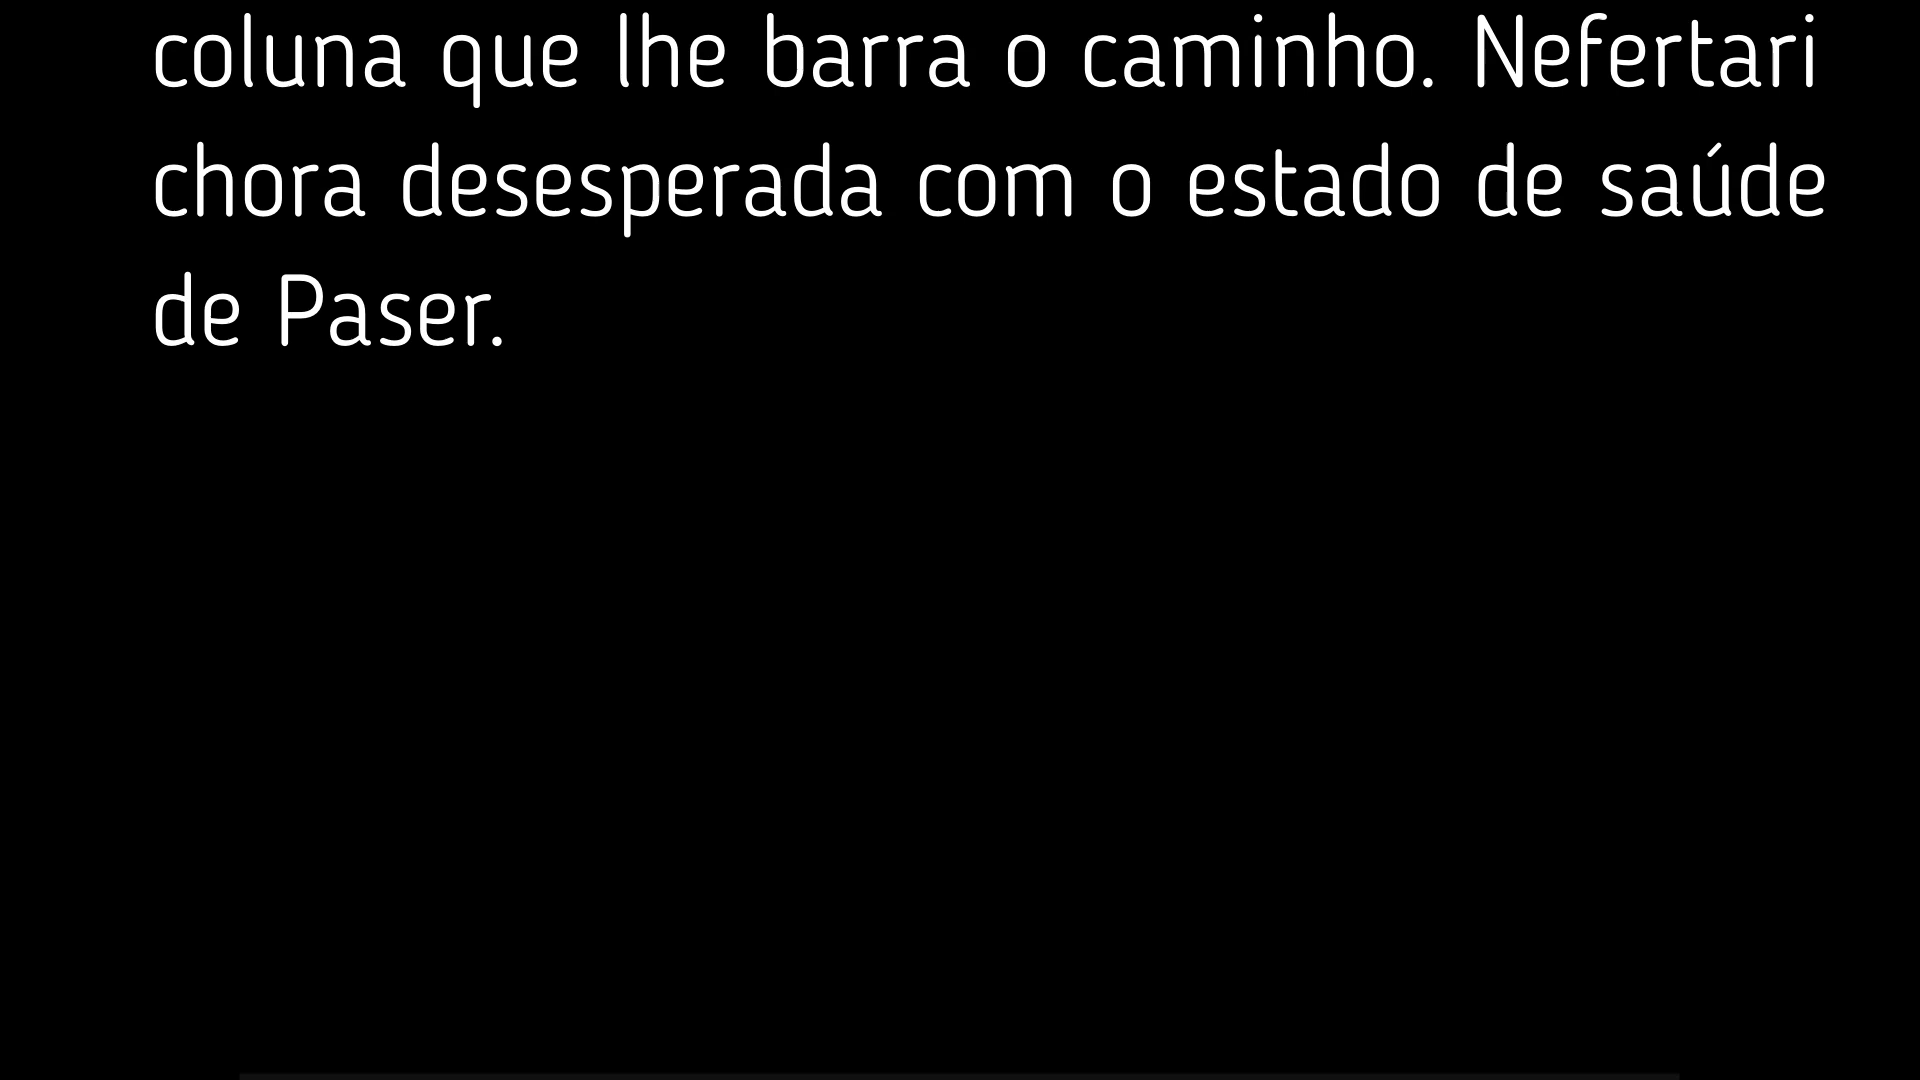 coluna que lhe barra o caminho. Nefertari
chora desesperada com o estado de saúde
de Paser.